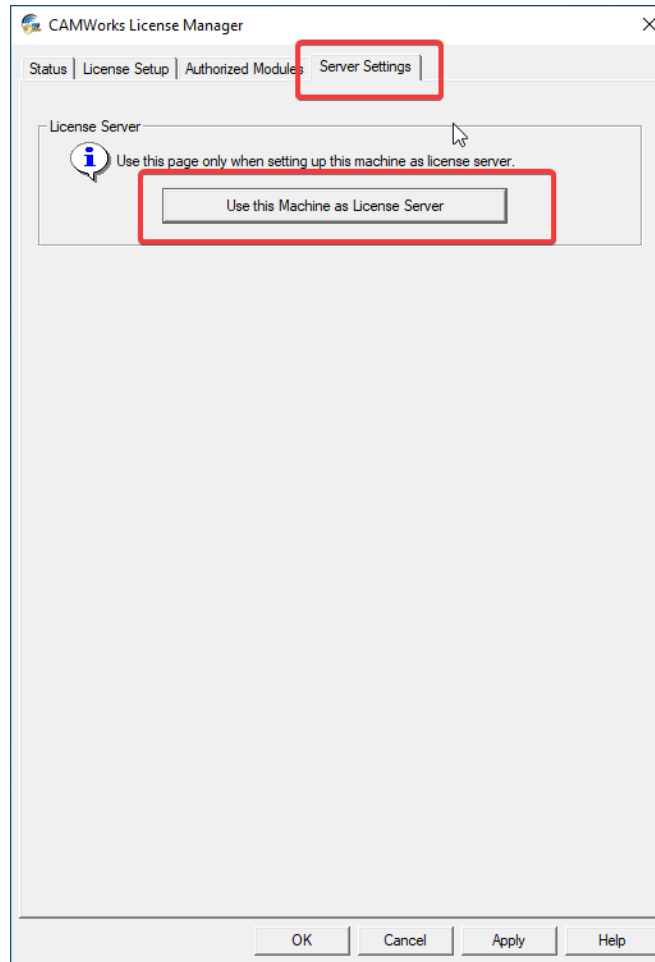 CAMWorks License Manager
Status License Setup Authorized Modules Server Settings
License Server
Use this page only when setting up this machine as license server.
Use this Machine as License Server
OK Cancel Apply Help